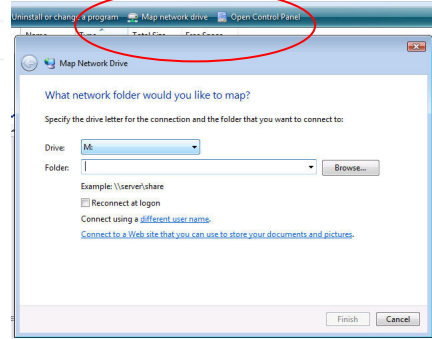 Uninstall or change a program Map network drive Open Control Panel
Name Type Total Size Free Space
Map Network Drive
What network folder would you like to map?
Specify the drive letter for the connection and the folder that you want to connect to:
Drive: M:
Folder: Browse...
Example: \\server\share
Reconnect at logon
Connect using a different user name.
Connect to a Web site that you can use to store your documents and pictures.
Finish Cancel